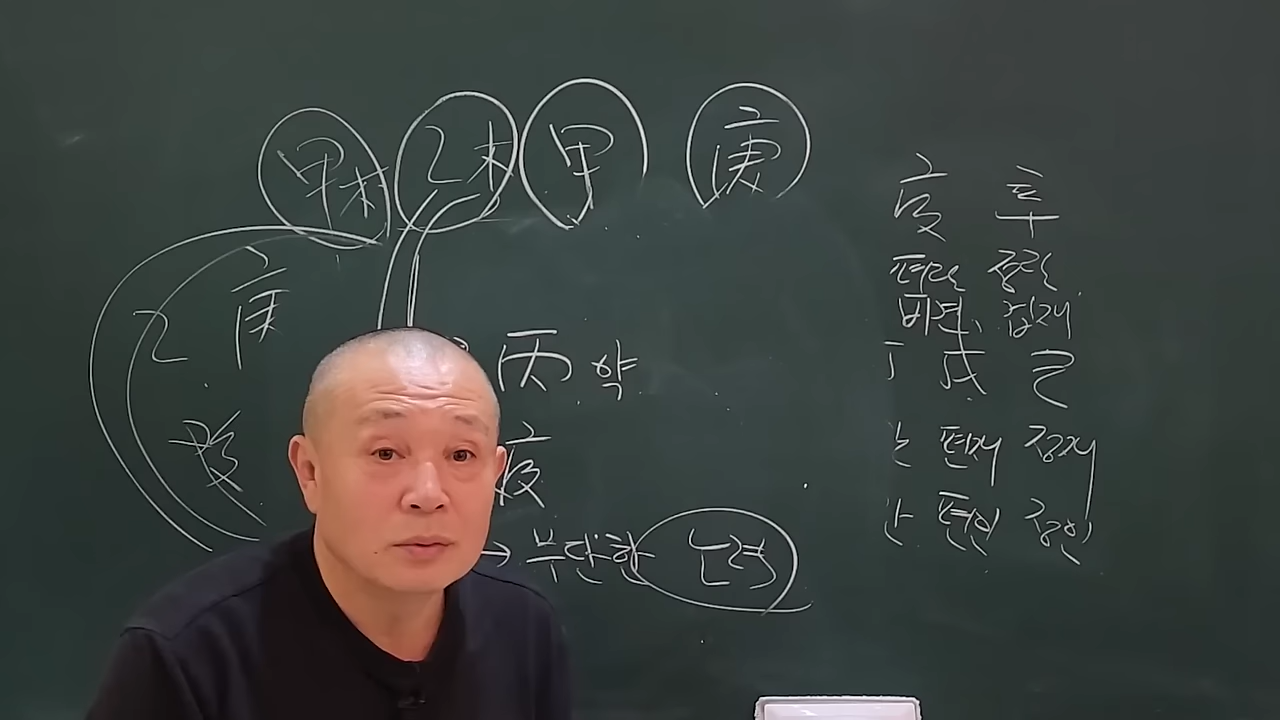 甲木 乙木 甲 庚
庚 辛
편관 정관
비견、겁재
乙 庚
丙 약
戊 己
편재 정재
편인 정인
→ 부단한 노력